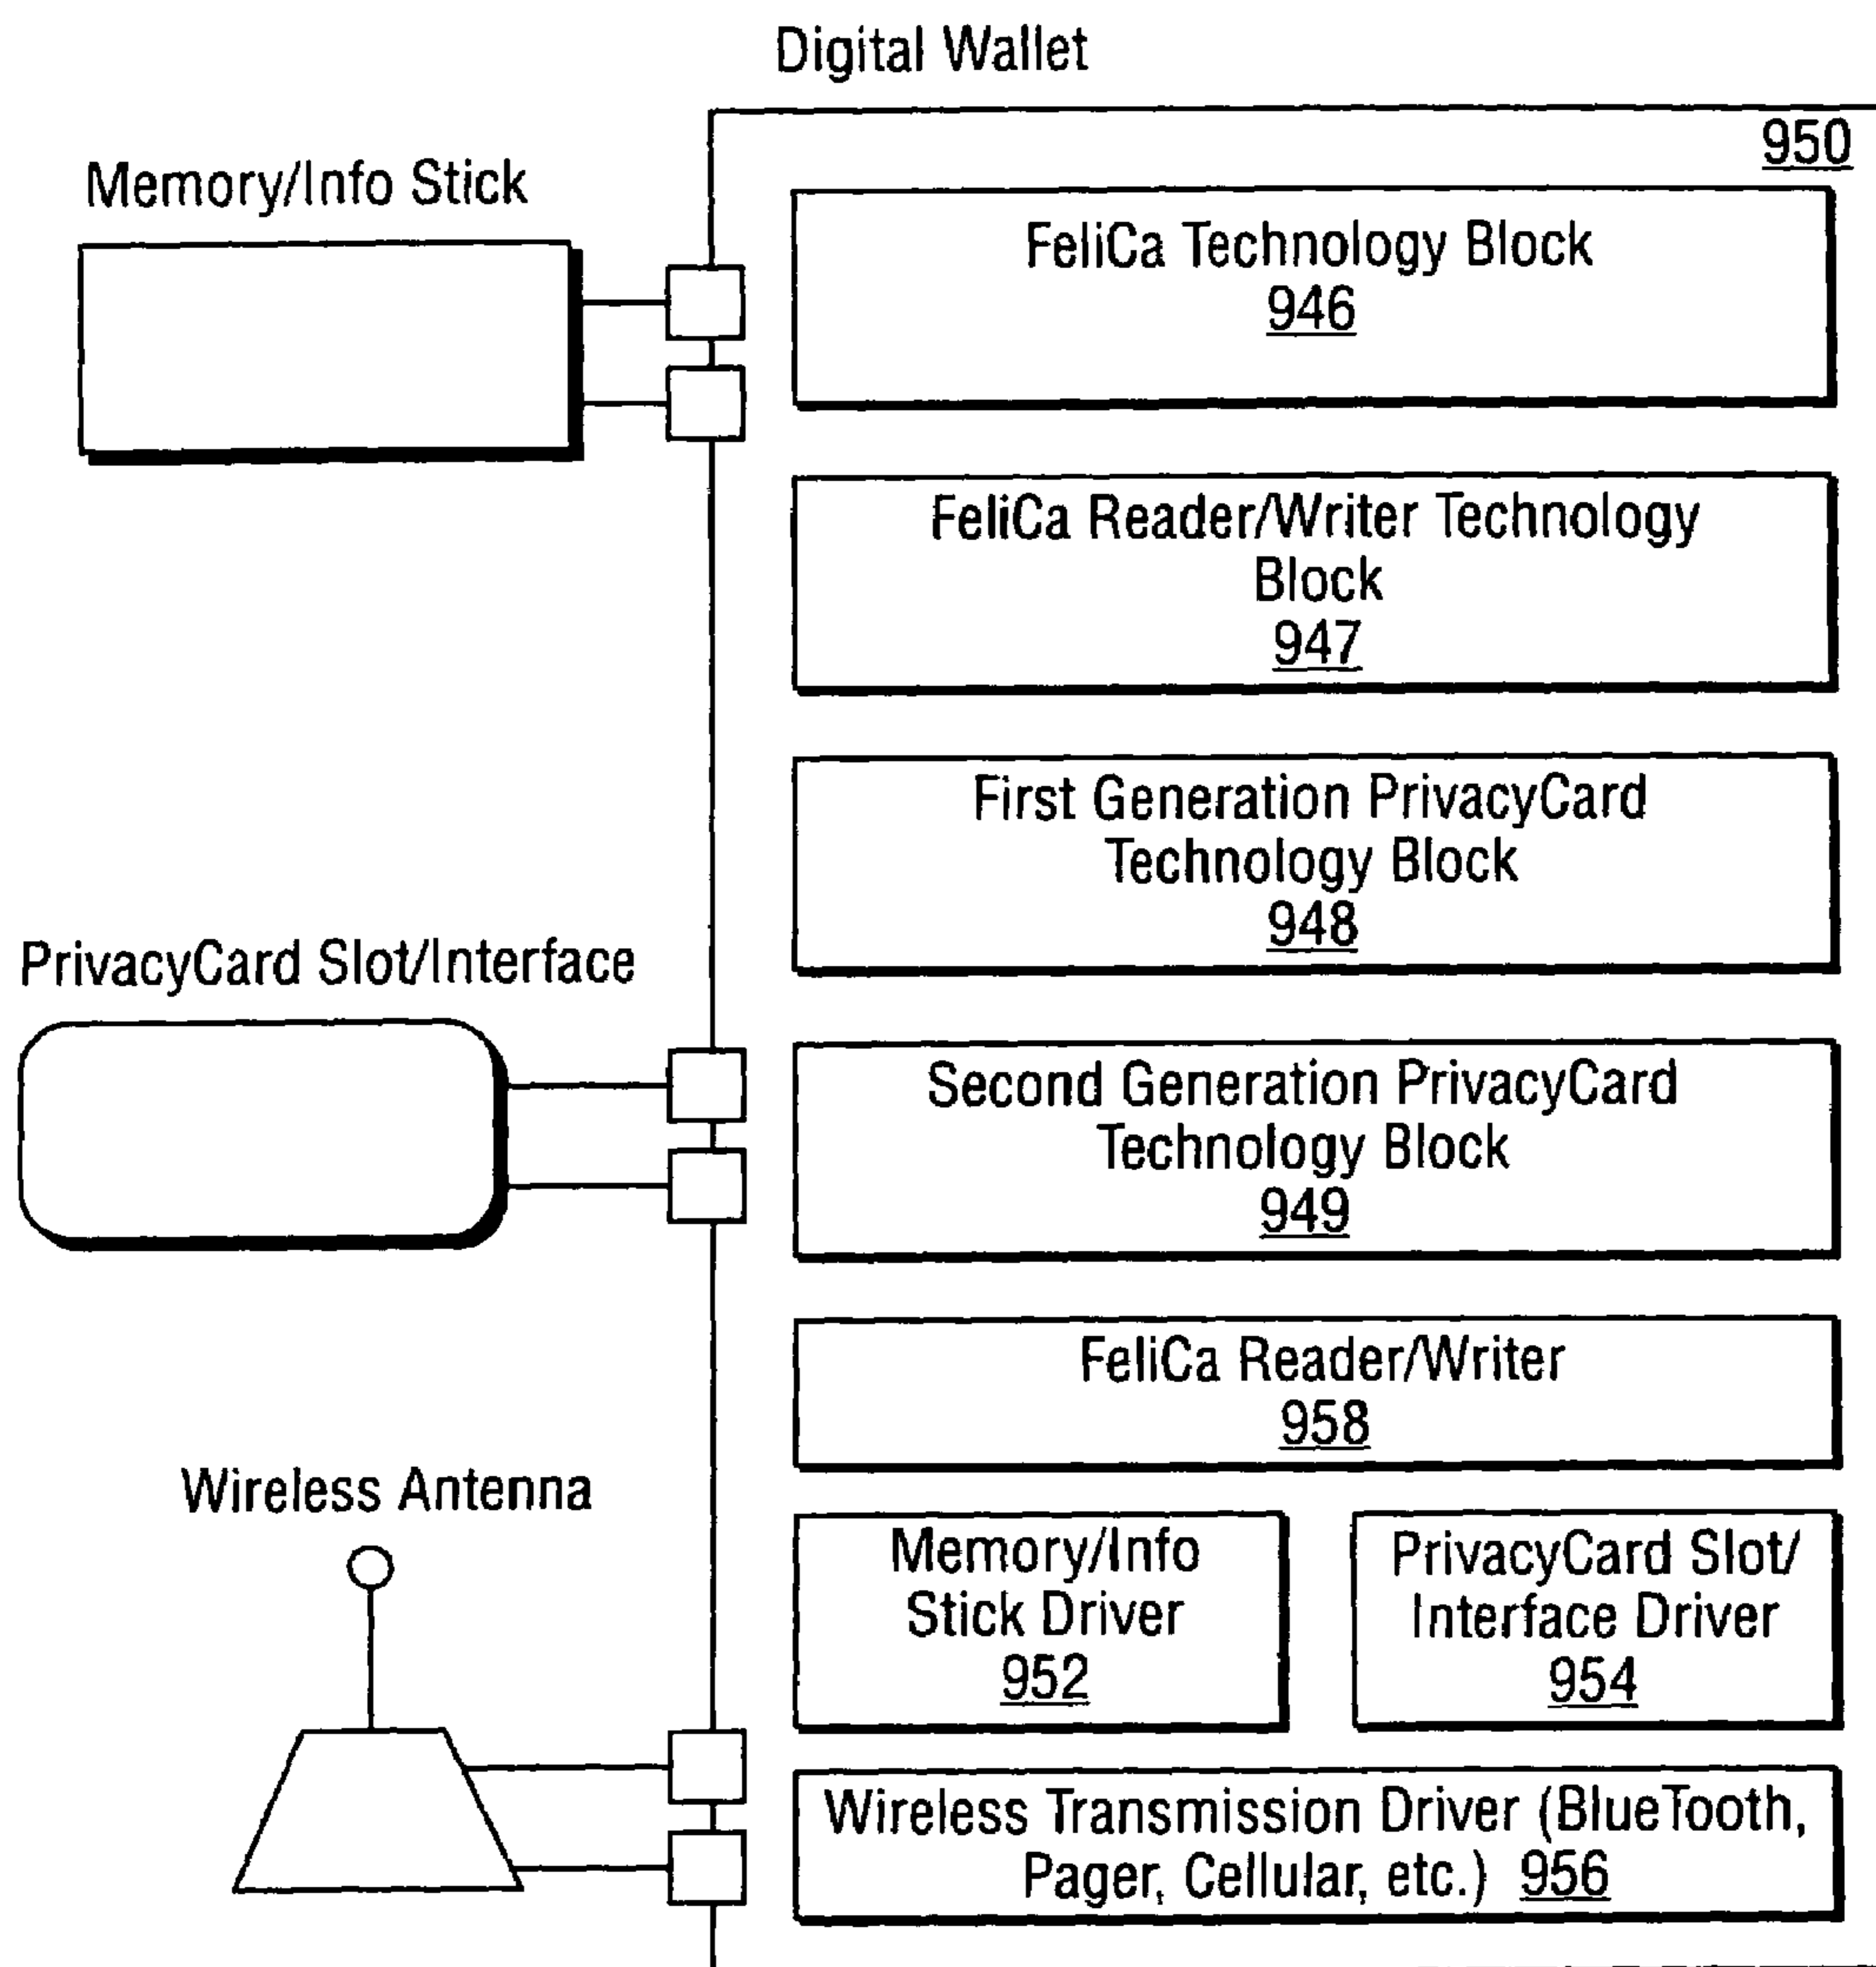 Digital Wallet
950
Memory/Info Stick
FeliCa Technology Block
946
FeliCa Reader/Writer Technology
Block
947
First Generation PrivacyCard
Technology Block
948
PrivacyCard Slot/Interface
Second Generation PrivacyCard
Technology Block
949
FeliCa Reader/Writer
958
Wireless Antenna
Memory/Info
Stick Driver
952
PrivacyCard Slot/
Interface Driver
954
Wireless Transmission Driver (BlueTooth,
Pager, Cellular, etc.) 956